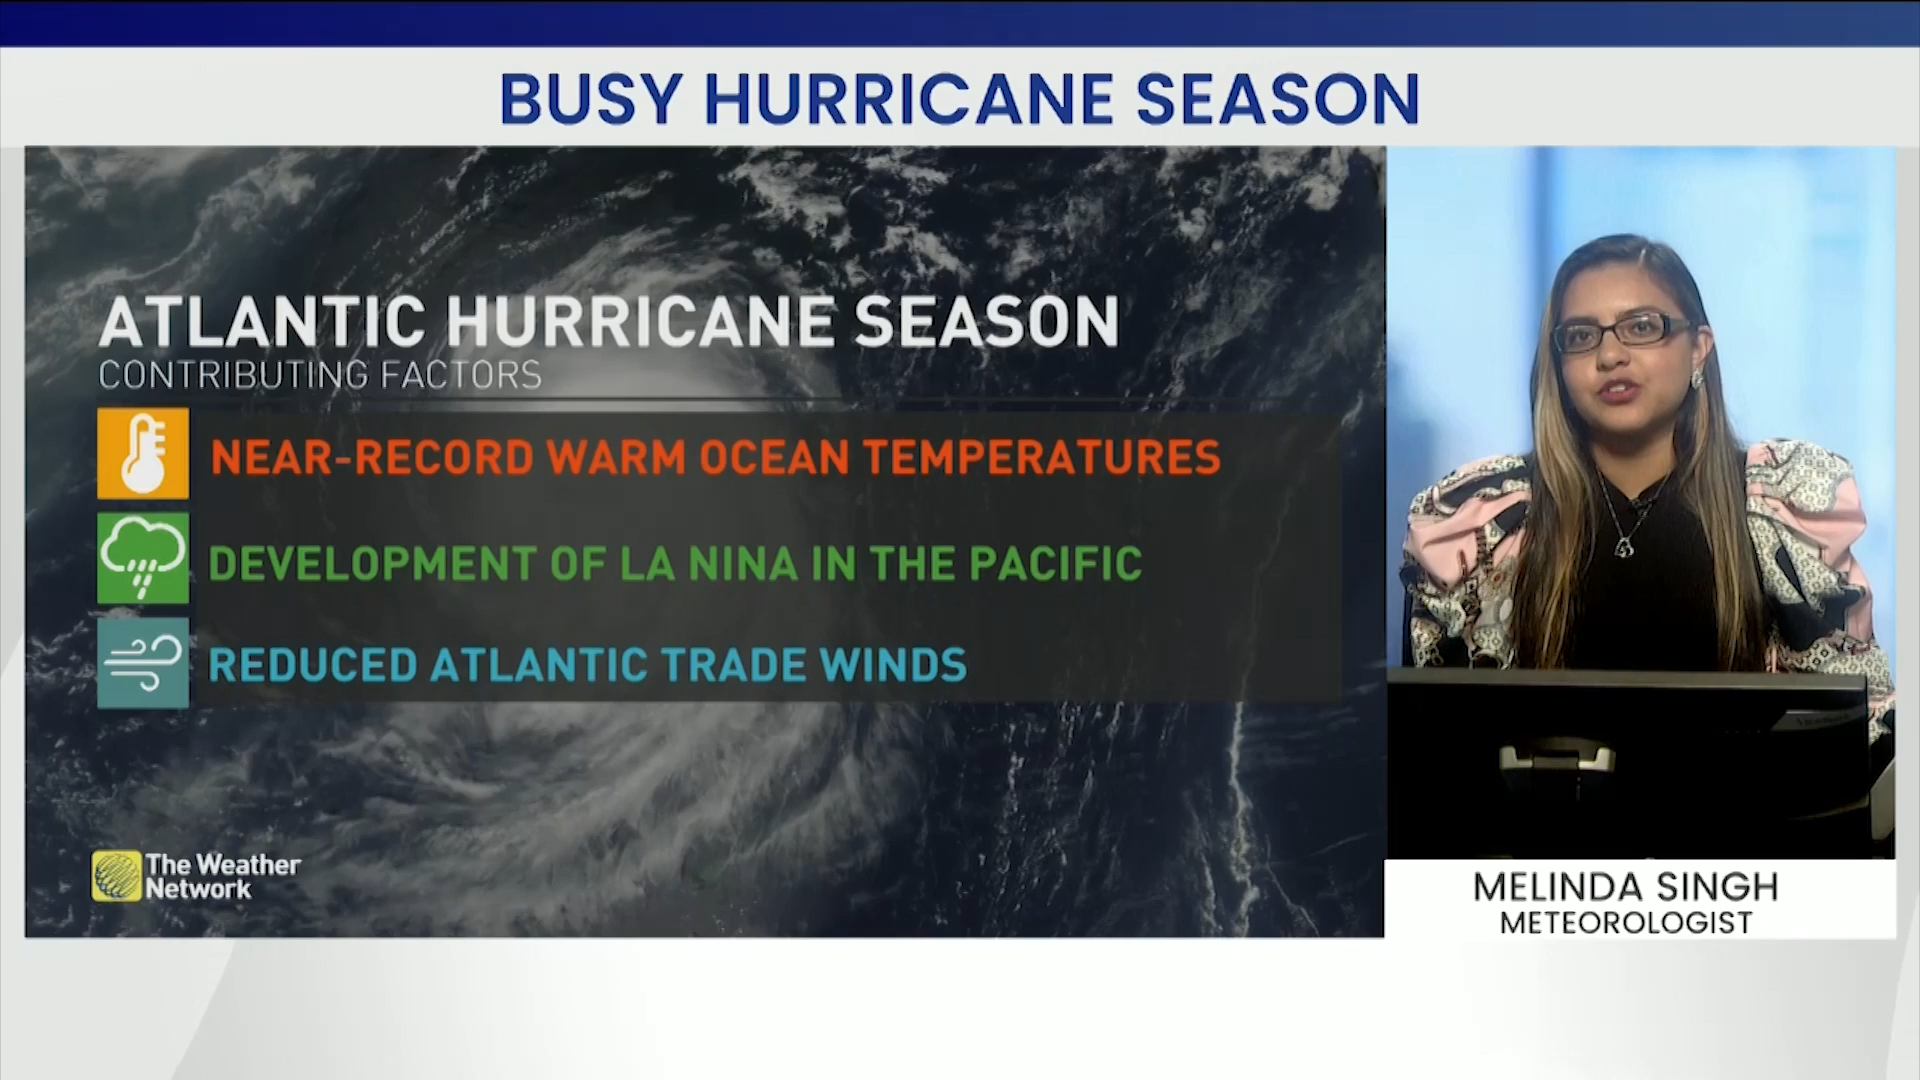 BUSY HURRICANE SEASON
ATLANTIC HURRICANE SEASON
CONTRIBUTING FACTORS
NEAR-RECORD WARM OCEAN TEMPERATURES
DEVELOPMENT OF LA NINA IN THE PACIFIC
REDUCED ATLANTIC TRADE WINDS
The Weather
Network
MELINDA SINGH
METEOROLOGIST